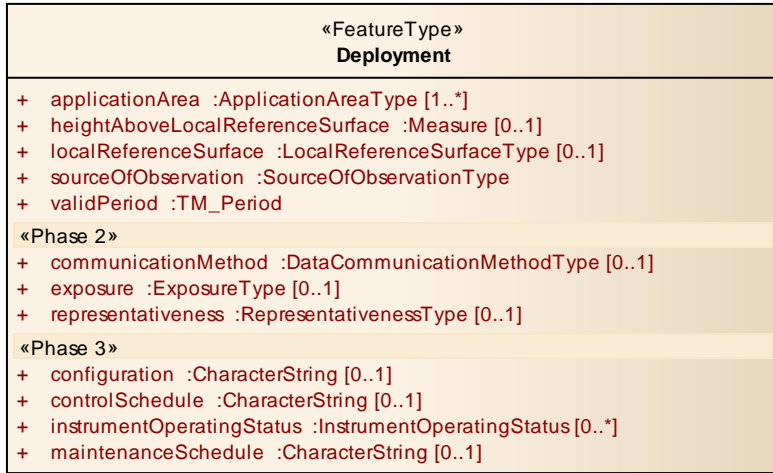 «FeatureType»
Deployment
+ applicationArea :ApplicationAreaType [1..*]
+ heightAboveLocalReferenceSurface :Measure [0..1]
+ localReferenceSurface :LocalReferenceSurfaceType [0..1]
+ sourceOfObservation :SourceOfObservationType
+ validPeriod :TM_Period
«Phase 2»
+ communicationMethod :DataCommunicationMethodType [0..1]
+ exposure :ExposureType [0..1]
+ representativeness :RepresentativenessType [0..1]
«Phase 3»
+ configuration :CharacterString [0..1]
+ controlSchedule :CharacterString [0..1]
+ instrumentOperatingStatus :InstrumentOperatingStatus [0..*]
+ maintenanceSchedule :CharacterString [0..1]